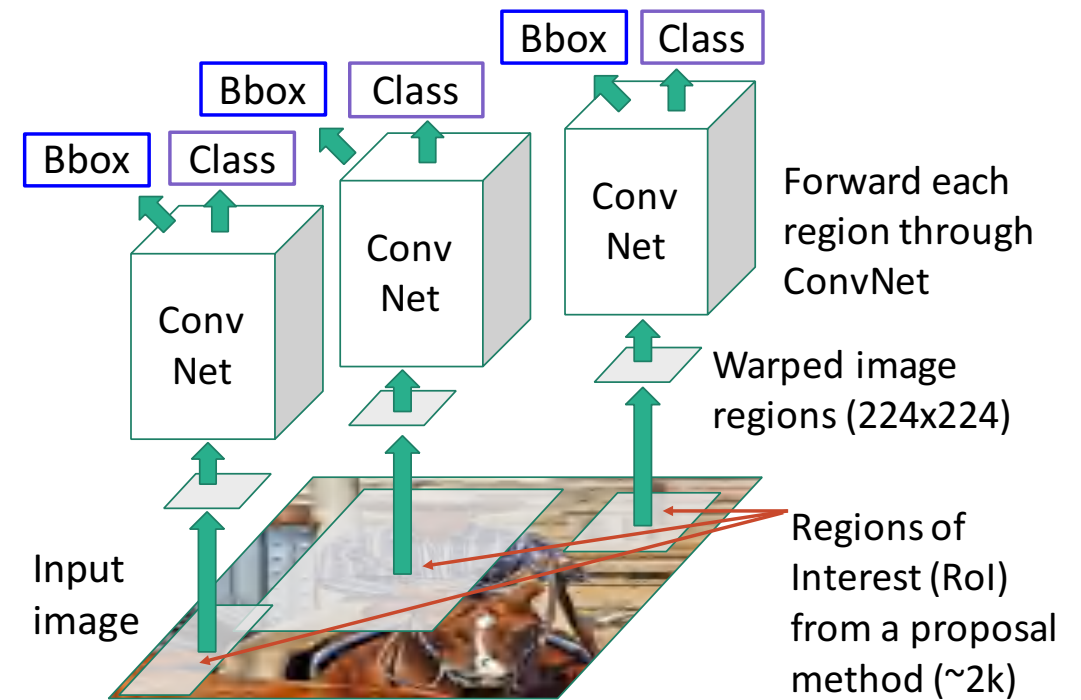 Bbox
Class
Bbox
Class
Bbox
Class
Conv
Net
Conv
Net
Conv
Net
Forward each
region through
ConvNet
Warped image
regions (224x224)
Regions of
Interest (RoI)
from a proposal
method (~2k)
Input
image